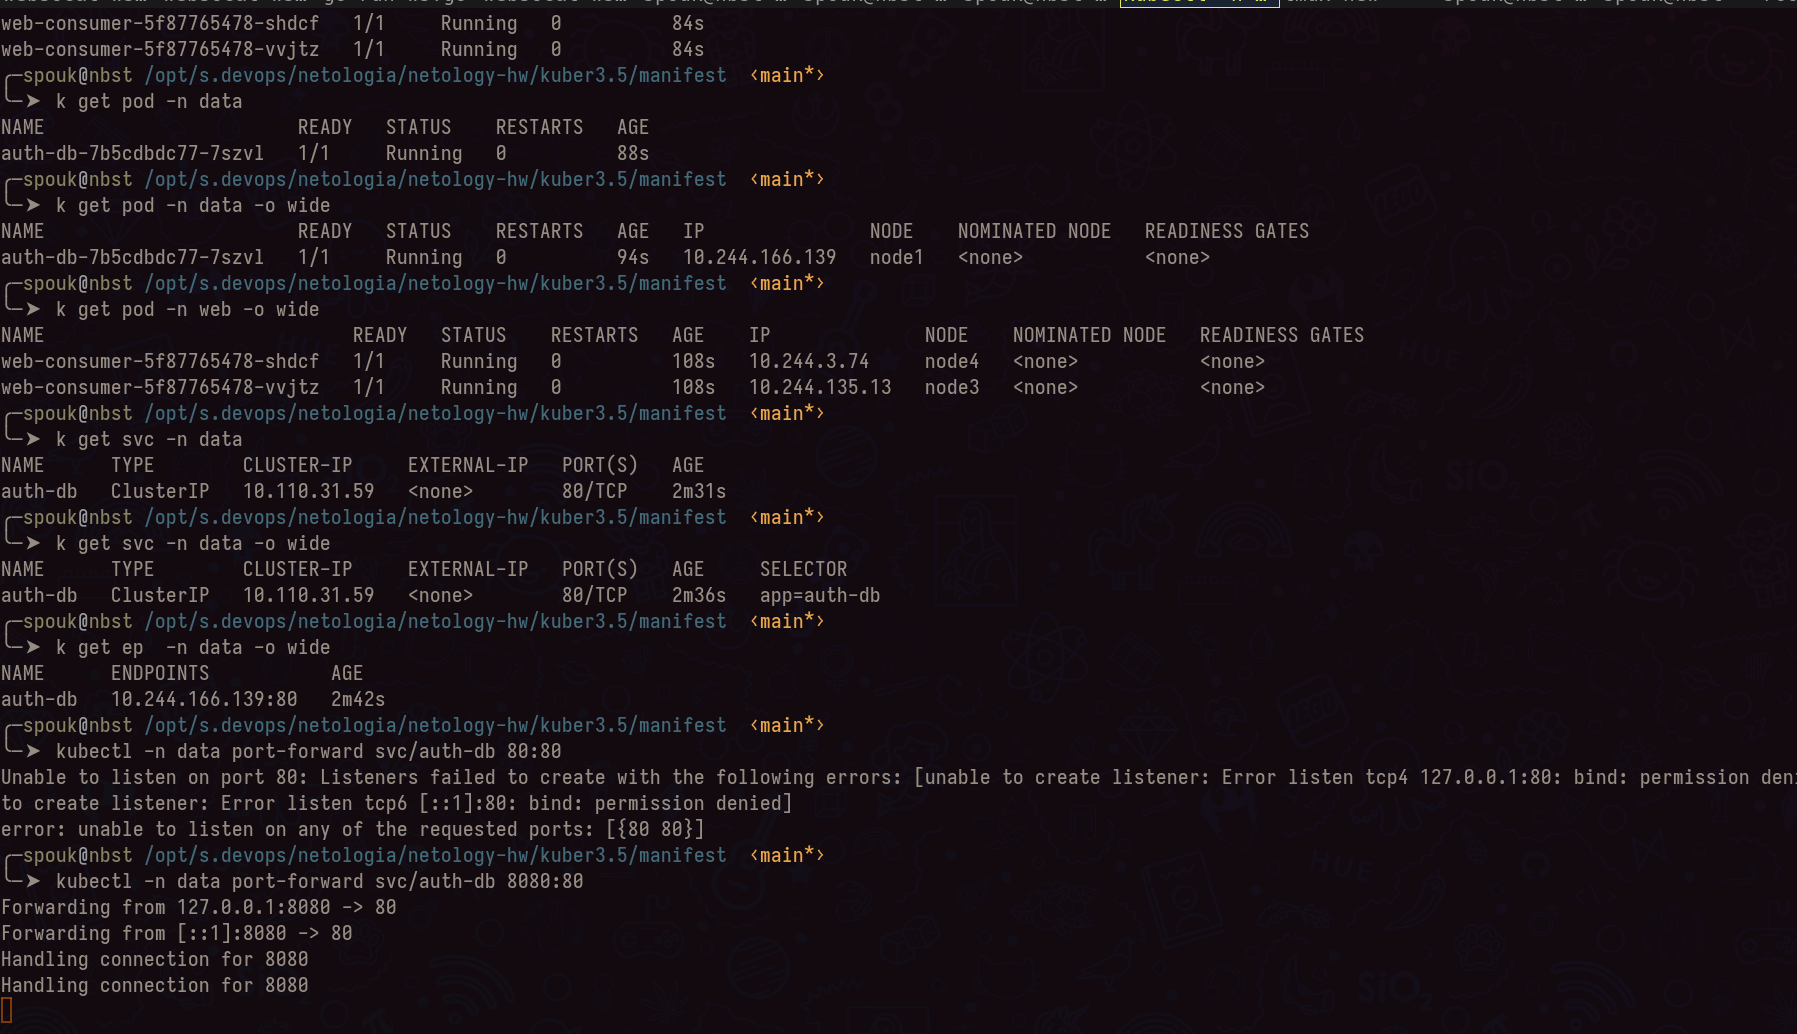 web-consumer-5f87765478-shdcf   1/1     Running   0          84s
web-consumer-5f87765478-vvjtz   1/1     Running   0          84s
╭─spouk@nbst /opt/s.devops/netologia/netology-hw/kuber3.5/manifest  ‹main*›
╰─➤  k get pod -n data
NAME                       READY   STATUS    RESTARTS   AGE
auth-db-7b5cdbdc77-7szvl   1/1     Running   0          88s
╭─spouk@nbst /opt/s.devops/netologia/netology-hw/kuber3.5/manifest  ‹main*›
╰─➤  k get pod -n data -o wide
NAME                       READY   STATUS    RESTARTS   AGE   IP               NODE    NOMINATED NODE   READINESS GATES
auth-db-7b5cdbdc77-7szvl   1/1     Running   0          94s   10.244.166.139   node1   <none>           <none>
╭─spouk@nbst /opt/s.devops/netologia/netology-hw/kuber3.5/manifest  ‹main*›
╰─➤  k get pod -n web -o wide
NAME                            READY   STATUS    RESTARTS   AGE    IP              NODE    NOMINATED NODE   READINESS GATES
web-consumer-5f87765478-shdcf   1/1     Running   0          108s   10.244.3.74     node4   <none>           <none>
web-consumer-5f87765478-vvjtz   1/1     Running   0          108s   10.244.135.13   node3   <none>           <none>
╭─spouk@nbst /opt/s.devops/netologia/netology-hw/kuber3.5/manifest  ‹main*›
╰─➤  k get svc -n data
NAME      TYPE        CLUSTER-IP     EXTERNAL-IP   PORT(S)   AGE
auth-db   ClusterIP   10.110.31.59   <none>        80/TCP    2m31s
╭─spouk@nbst /opt/s.devops/netologia/netology-hw/kuber3.5/manifest  ‹main*›
╰─➤  k get svc -n data -o wide
NAME      TYPE        CLUSTER-IP     EXTERNAL-IP   PORT(S)   AGE     SELECTOR
auth-db   ClusterIP   10.110.31.59   <none>        80/TCP    2m36s   app=auth-db
╭─spouk@nbst /opt/s.devops/netologia/netology-hw/kuber3.5/manifest  ‹main*›
╰─➤  k get ep  -n data -o wide
NAME      ENDPOINTS           AGE
auth-db   10.244.166.139:80   2m42s
╭─spouk@nbst /opt/s.devops/netologia/netology-hw/kuber3.5/manifest  ‹main*›
╰─➤  kubectl -n data port-forward svc/auth-db 80:80
Unable to listen on port 80: Listeners failed to create with the following errors: [unable to create listener: Error listen tcp4 127.0.0.1:80: bind: permission deni
to create listener: Error listen tcp6 [::1]:80: bind: permission denied]
error: unable to listen on any of the requested ports: [{80 80}]
╭─spouk@nbst /opt/s.devops/netologia/netology-hw/kuber3.5/manifest  ‹main*›
╰─➤  kubectl -n data port-forward svc/auth-db 8080:80
Forwarding from 127.0.0.1:8080 -> 80
Forwarding from [::1]:8080 -> 80
Handling connection for 8080
Handling connection for 8080